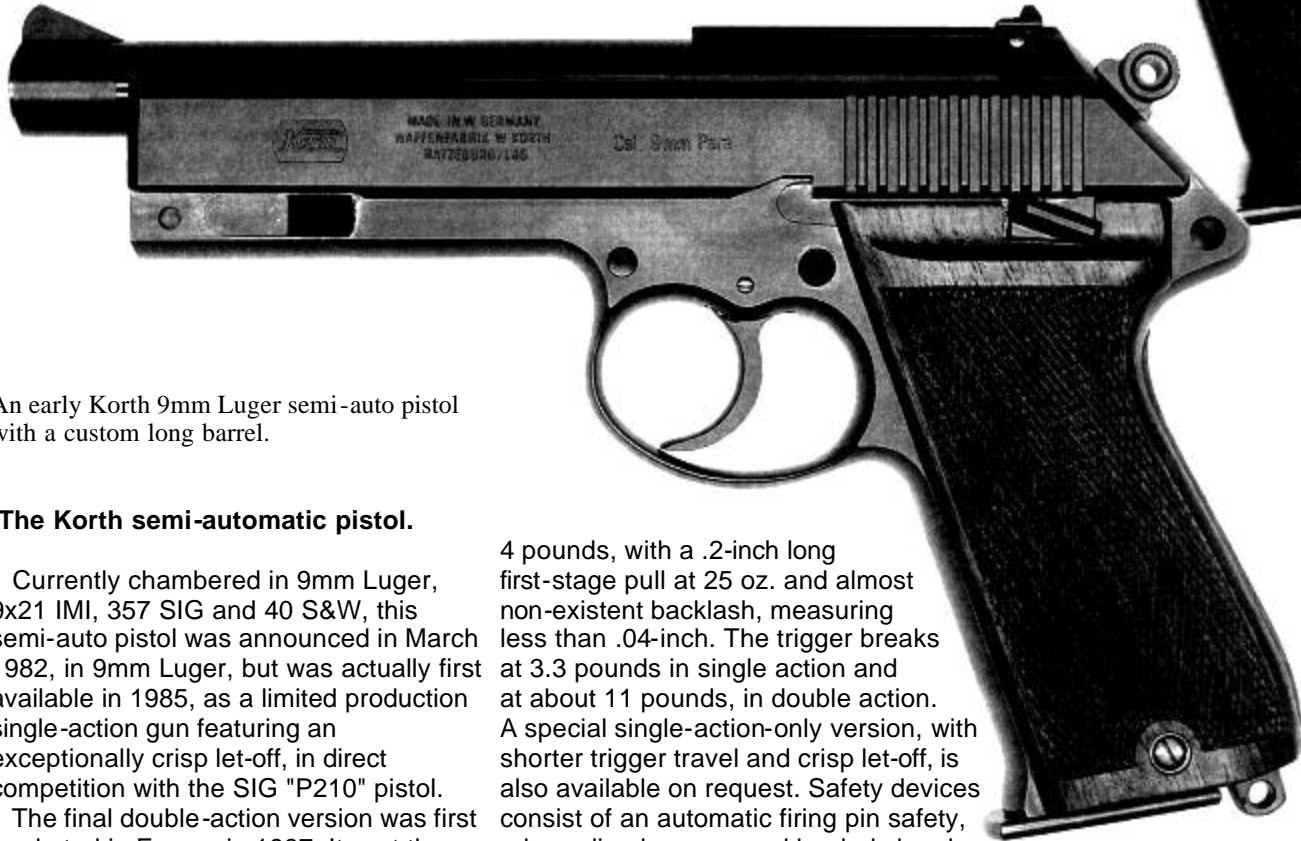 Korth
MADE IN W GERMANY
WAFFENFABRIK W KORTH
RATZEBURG/LBG
Cal 9mm Para
An early Korth 9mm Luger semi-auto pistol
with a custom long barrel.
The Korth semi-automatic pistol.
Currently chambered in 9mm Luger,
9x21 IMI, 357 SIG and 40 S&W, this
semi-auto pistol was announced in March
1982, in 9mm Luger, but was actually first
available in 1985, as a limited production
single-action gun featuring an
exceptionally crisp let-off, in direct
competition with the SIG "P210" pistol.
The final double-action version was first
4 pounds, with a .2-inch long
first-stage pull at 25 oz. and almost
non-existent backlash, measuring
less than .04-inch. The trigger breaks
at 3.3 pounds in single action and
at about 11 pounds, in double action.
A special single-action-only version, with
shorter trigger travel and crisp let-off, is
also available on request. Safety devices
consist of an automatic firing pin safety,